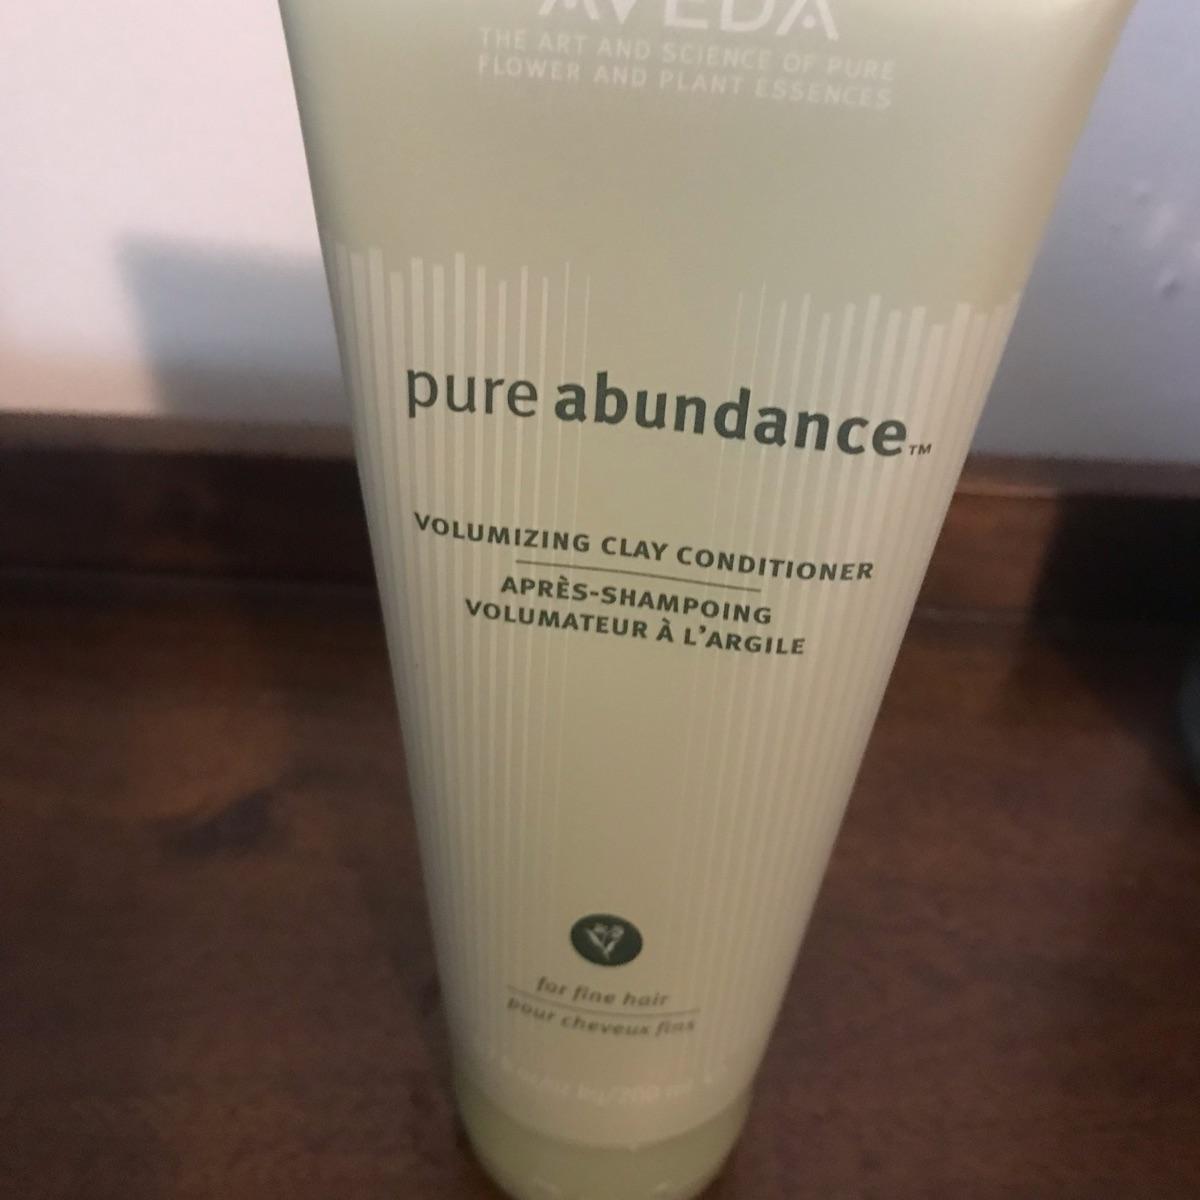 AVEDA
THE ART AND SCIENCE OF PURE
FLOWER AND PLANT ESSENCES
pure abundance™
VOLUMIZING CLAY CONDITIONER
APRÈS-SHAMPOING
VOLUMATEUR À L'ARGILE
for fine hair
pour cheveux fins